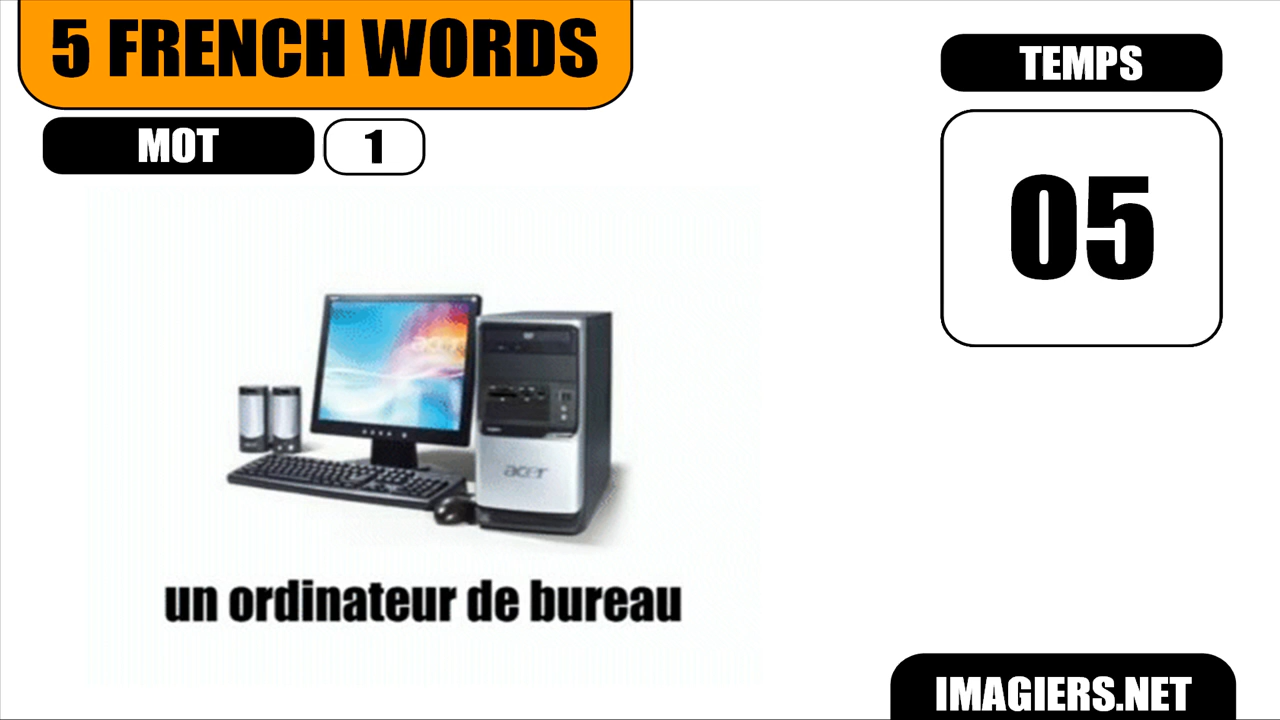 5 FRENCH WORDS
MOT
1
TEMPS
05
acer
un ordinateur de bureau
IMAGIERS.NET